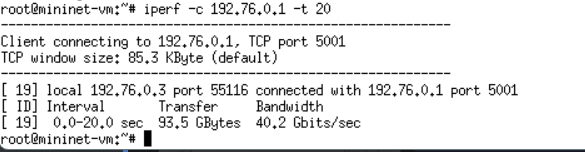 root@mininet-vm:~# iperf -c 192.76.0.1 -t 20
------------------------------------------------------------
Client connecting to 192.76.0.1, TCP port 5001
TCP window size: 85.3 KByte (default)
------------------------------------------------------------
[ 19] local 192.76.0.3 port 55116 connected with 192.76.0.1 port 5001
[ ID] Interval       Transfer     Bandwidth
[ 19]  0.0-20.0 sec  93.5 GBytes  40.2 Gbits/sec
root@mininet-vm:~#